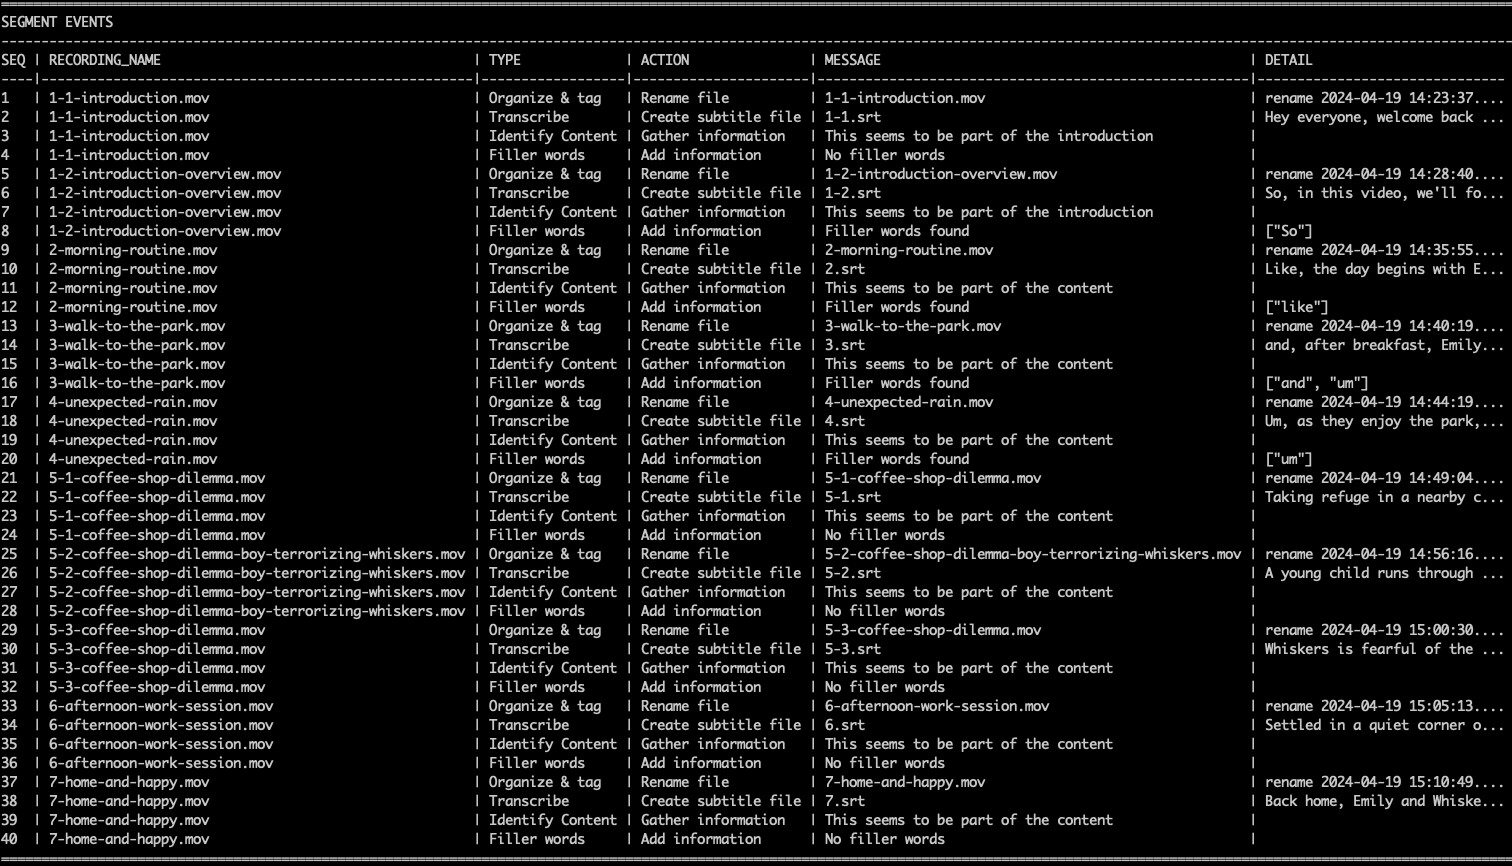 SEGMENT EVENTS
SEQ | RECORDING_NAME | TYPE | ACTION | MESSAGE | DETAIL
1 | 1-1-introduction.mov | Organize & tag | Rename file | 1-1-introduction.mov | rename 2024-04-19 14:23:37....
2 | 1-1-introduction.mov | Transcribe | Create subtitle file | 1-1.srt | Hey everyone, welcome back ...
3 | 1-1-introduction.mov | Identify Content | Gather information | This seems to be part of the introduction |
4 | 1-1-introduction.mov | Filler words | Add information | No filler words |
5 | 1-2-introduction-overview.mov | Organize & tag | Rename file | 1-2-introduction-overview.mov | rename 2024-04-19 14:28:40....
6 | 1-2-introduction-overview.mov | Transcribe | Create subtitle file | 1-2.srt | So, in this video, we'll fo...
7 | 1-2-introduction-overview.mov | Identify Content | Gather information | This seems to be part of the introduction |
8 | 1-2-introduction-overview.mov | Filler words | Add information | Filler words found | ["So"]
9 | 2-morning-routine.mov | Organize & tag | Rename file | 2-morning-routine.mov | rename 2024-04-19 14:35:55....
10 | 2-morning-routine.mov | Transcribe | Create subtitle file | 2.srt | Like, the day begins with E...
11 | 2-morning-routine.mov | Identify Content | Gather information | This seems to be part of the content |
12 | 2-morning-routine.mov | Filler words | Add information | Filler words found | ["like"]
13 | 3-walk-to-the-park.mov | Organize & tag | Rename file | 3-walk-to-the-park.mov | rename 2024-04-19 14:40:19....
14 | 3-walk-to-the-park.mov | Transcribe | Create subtitle file | 3.srt | and, after breakfast, Emily...
15 | 3-walk-to-the-park.mov | Identify Content | Gather information | This seems to be part of the content |
16 | 3-walk-to-the-park.mov | Filler words | Add information | Filler words found | ["and", "um"]
17 | 4-unexpected-rain.mov | Organize & tag | Rename file | 4-unexpected-rain.mov | rename 2024-04-19 14:44:19....
18 | 4-unexpected-rain.mov | Transcribe | Create subtitle file | 4.srt | Um, as they enjoy the park,...
19 | 4-unexpected-rain.mov | Identify Content | Gather information | This seems to be part of the content |
20 | 4-unexpected-rain.mov | Filler words | Add information | Filler words found | ["um"]
21 | 5-1-coffee-shop-dilemma.mov | Organize & tag | Rename file | 5-1-coffee-shop-dilemma.mov | rename 2024-04-19 14:49:04....
22 | 5-1-coffee-shop-dilemma.mov | Transcribe | Create subtitle file | 5-1.srt | Taking refuge in a nearby c...
23 | 5-1-coffee-shop-dilemma.mov | Identify Content | Gather information | This seems to be part of the content |
24 | 5-1-coffee-shop-dilemma.mov | Filler words | Add information | No filler words |
25 | 5-2-coffee-shop-dilemma-boy-terrorizing-whiskers.mov | Organize & tag | Rename file | 5-2-coffee-shop-dilemma-boy-terrorizing-whiskers.mov | rename 2024-04-19 14:56:16....
26 | 5-2-coffee-shop-dilemma-boy-terrorizing-whiskers.mov | Transcribe | Create subtitle file | 5-2.srt | A young child runs through ...
27 | 5-2-coffee-shop-dilemma-boy-terrorizing-whiskers.mov | Identify Content | Gather information | This seems to be part of the content |
28 | 5-2-coffee-shop-dilemma-boy-terrorizing-whiskers.mov | Filler words | Add information | No filler words |
29 | 5-3-coffee-shop-dilemma.mov | Organize & tag | Rename file | 5-3-coffee-shop-dilemma.mov | rename 2024-04-19 15:00:30....
30 | 5-3-coffee-shop-dilemma.mov | Transcribe | Create subtitle file | 5-3.srt | Whiskers is fearful of the ...
31 | 5-3-coffee-shop-dilemma.mov | Identify Content | Gather information | This seems to be part of the content |
32 | 5-3-coffee-shop-dilemma.mov | Filler words | Add information | No filler words |
33 | 6-afternoon-work-session.mov | Organize & tag | Rename file | 6-afternoon-work-session.mov | rename 2024-04-19 15:05:13....
34 | 6-afternoon-work-session.mov | Transcribe | Create subtitle file | 6.srt | Settled in a quiet corner o...
35 | 6-afternoon-work-session.mov | Identify Content | Gather information | This seems to be part of the content |
36 | 6-afternoon-work-session.mov | Filler words | Add information | No filler words |
37 | 7-home-and-happy.mov | Organize & tag | Rename file | 7-home-and-happy.mov | rename 2024-04-19 15:10:49....
38 | 7-home-and-happy.mov | Transcribe | Create subtitle file | 7.srt | Back home, Emily and Whiske...
39 | 7-home-and-happy.mov | Identify Content | Gather information | This seems to be part of the content |
40 | 7-home-and-happy.mov | Filler words | Add information | No filler words |